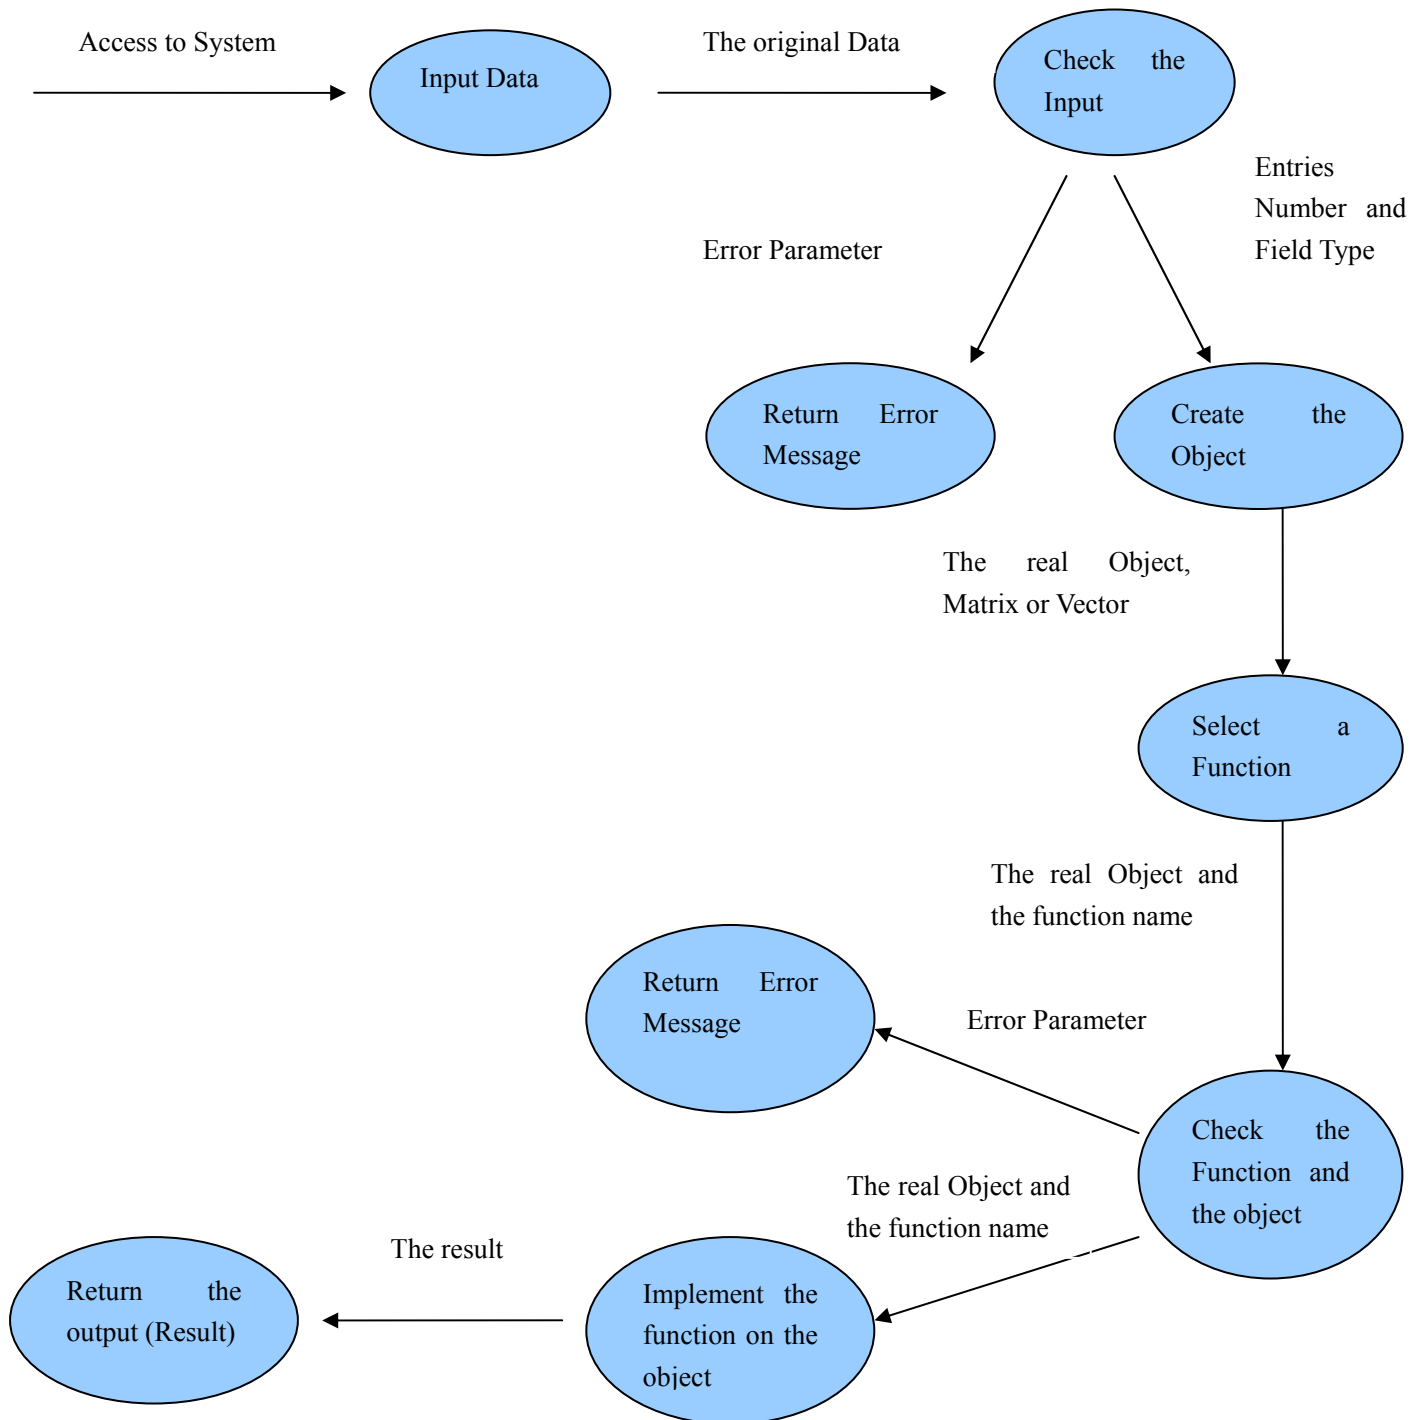 Access to System
Input Data
The original Data
Check the
Input
Entries
Number and
Field Type
Error Parameter
Return Error
Message
Create the
Object
The real Object,
Matrix or Vector
Select a
Function
The real Object and
the function name
Return Error
Message
Error Parameter
Check the
Function and
the object
The real Object and
the function name
The result
Return the
output (Result)
Implement the
function on the
object